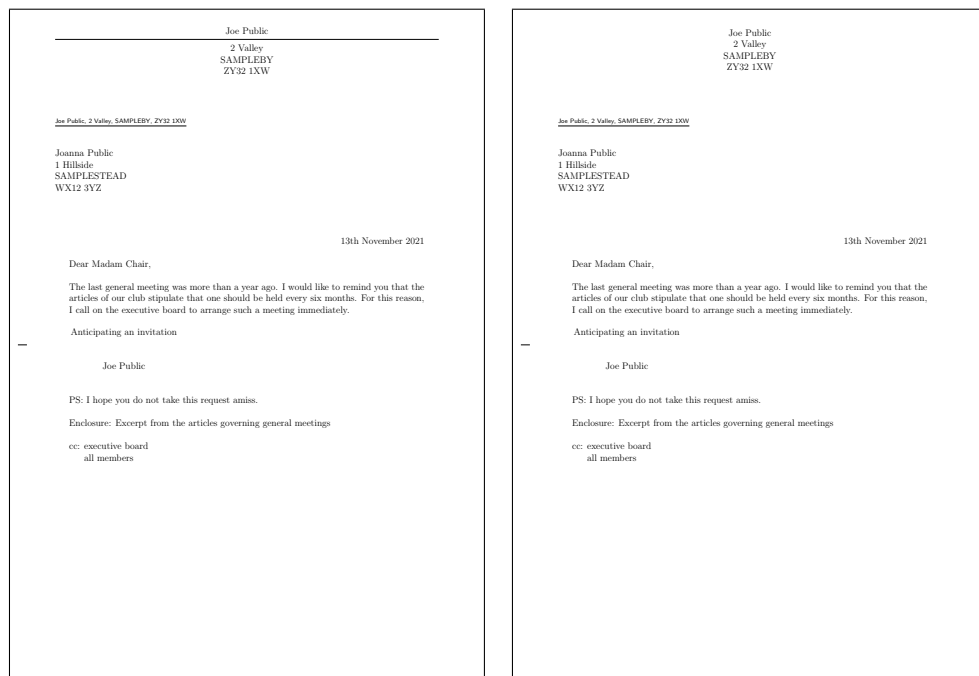 Joe Public
2 Valley
SAMPLEBY
ZY32 1XW
Joe Public, 2 Valley, SAMPLEBY, ZY32 1XW
Joanna Public
1 Hillside
SAMPLESTEAD
WX12 3YZ
13th November 2021
Dear Madam Chair,
The last general meeting was more than a year ago. I would like to remind you that the
articles of our club stipulate that one should be held every six months. For this reason,
I call on the executive board to arrange such a meeting immediately.
Anticipating an invitation
Joe Public
PS: I hope you do not take this request amiss.
Enclosure: Excerpt from the articles governing general meetings
cc: executive board
all members
Joe Public
2 Valley
SAMPLEBY
ZY32 1XW
Joe Public, 2 Valley, SAMPLEBY, ZY32 1XW
Joanna Public
1 Hillside
SAMPLESTEAD
WX12 3YZ
13th November 2021
Dear Madam Chair,
The last general meeting was more than a year ago. I would like to remind you that the
articles of our club stipulate that one should be held every six months. For this reason,
I call on the executive board to arrange such a meeting immediately.
Anticipating an invitation
Joe Public
PS: I hope you do not take this request amiss.
Enclosure: Excerpt from the articles governing general meetings
cc: executive board
all members